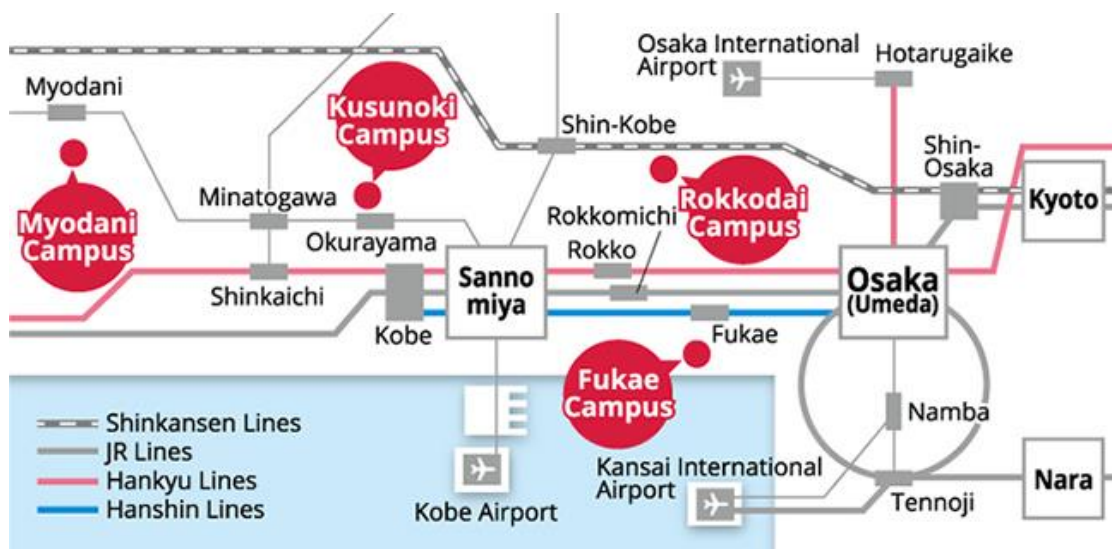 Osaka International
Airport
Hotarugaike
Myodani
Kusunoki
Campus
Shin-Kobe
Shin-
Osaka
Kyoto
Myodani
Campus
Minatogawa
Okurayama
Rokkodai
Campus
Rokkomichi
Rokko
Shinkaichi
Sanno
miya
Osaka
(Umeda)
Kobe
Fukae
Fukae
Campus
Namba
Shinkansen Lines
JR Lines
Hankyu Lines
Hanshin Lines
Kobe Airport
Kansai International
Airport
Tennoji
Nara